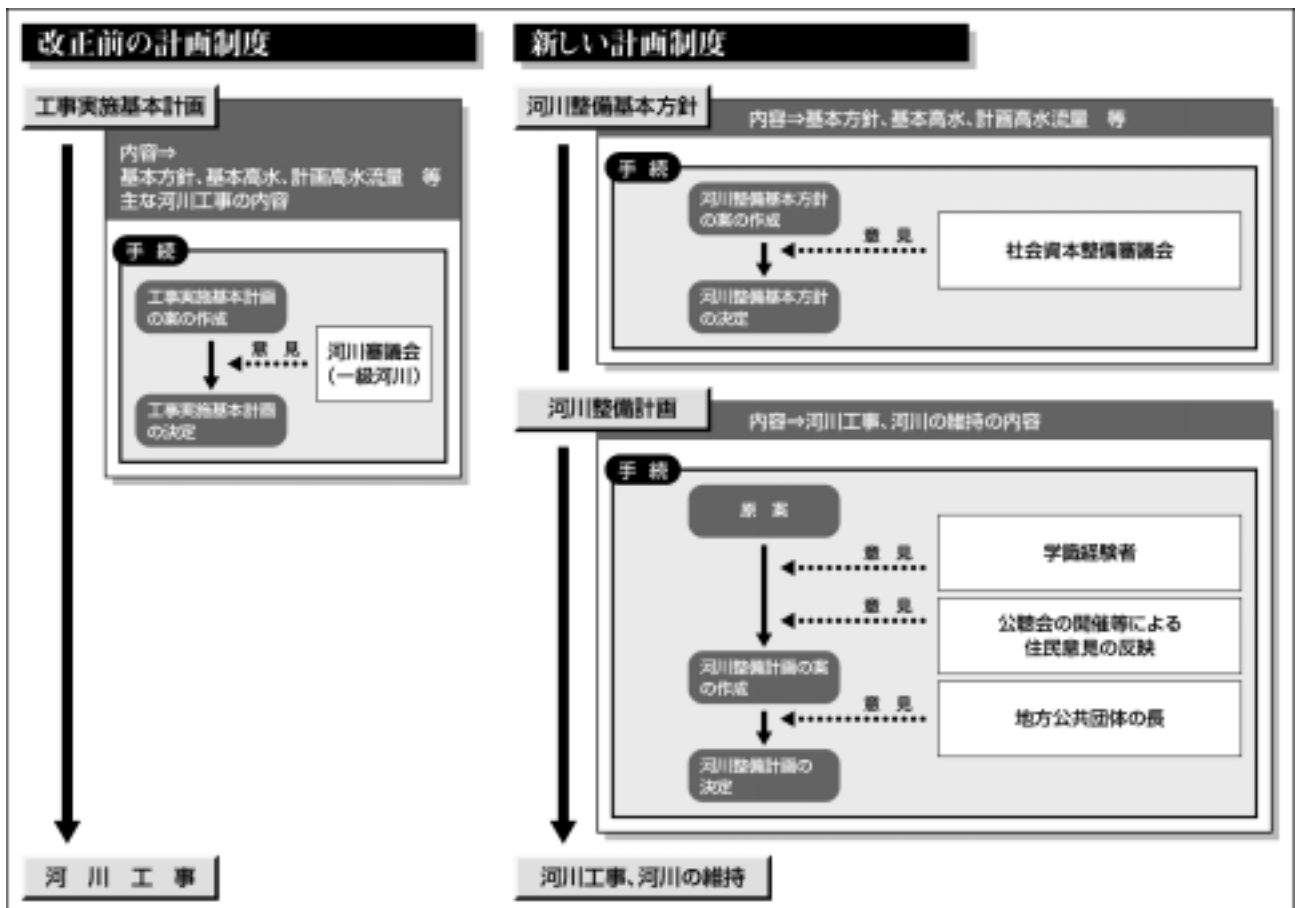 改正前の計画制度
工事実施基本計画
内容⇒
基本方針、基本高水、計画高水流量　等
主な河川工事の内容
手 続
工事実施基本計画
の案の作成
意 見
河川審議会
(一級河川)
工事実施基本計画
の決定
河 川 工 事
新しい計画制度
河川整備基本方針
内容⇒基本方針、基本高水、計画高水流量　等
手 続
河川整備基本方針
の案の作成
意 見
社会資本整備審議会
河川整備基本方針
の決定
河川整備計画
内容⇒河川工事、河川の維持の内容
手 続
原 案
意 見
学識経験者
意 見
公聴会の開催等による
住民意見の反映
河川整備計画の案
の作成
意 見
地方公共団体の長
河川整備計画の
決定
河川工事、河川の維持